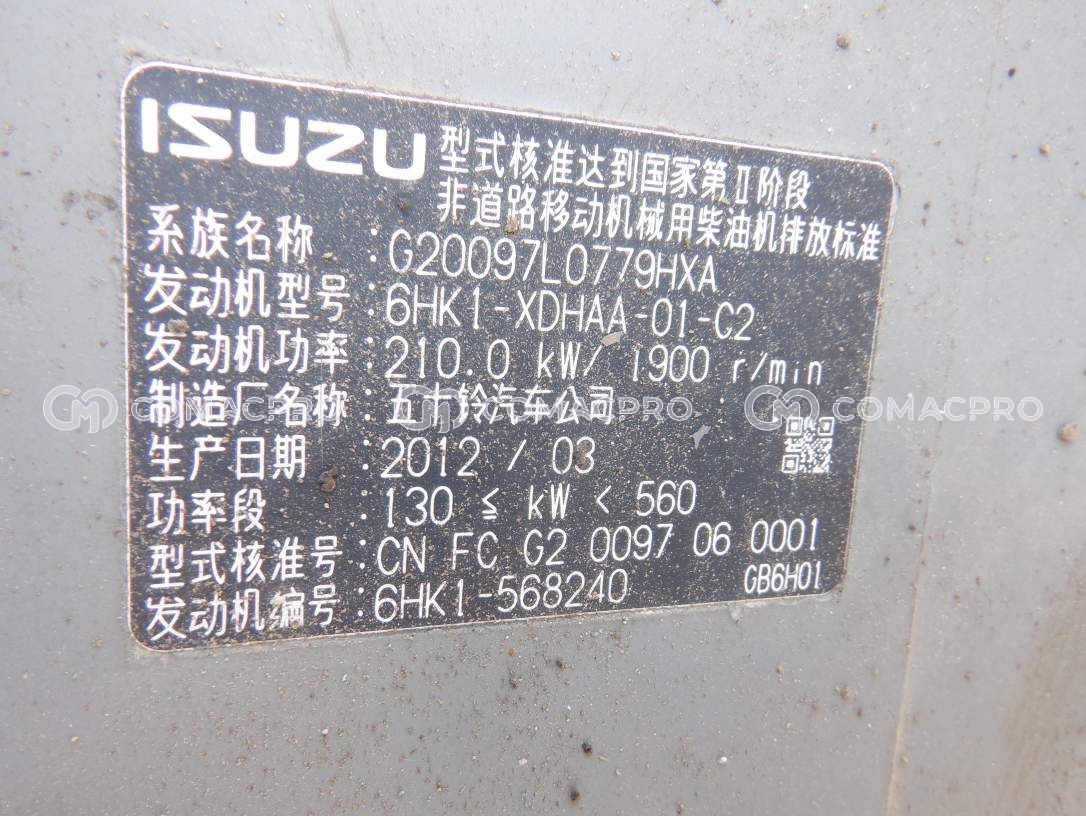 ISUZU
型式核准达到国家第Ⅱ阶段
非道路移动机械用柴油机排放标准
系族名称 : G20097L0779HXA
发动机型号: 6HK1-XDHAA-01-C2
发动机功率: 210.0 kW/ 1900 r/min
制造厂名称: 五十铃汽车公司
生产日期 : 2012 / 03
功率段 : 130 ≦ kW < 560
型式核准号: CN FC G2 0097 06 0001
发动机编号: 6HK1-568240
GB6H01
COMACPRO COMACPRO COMACPRO